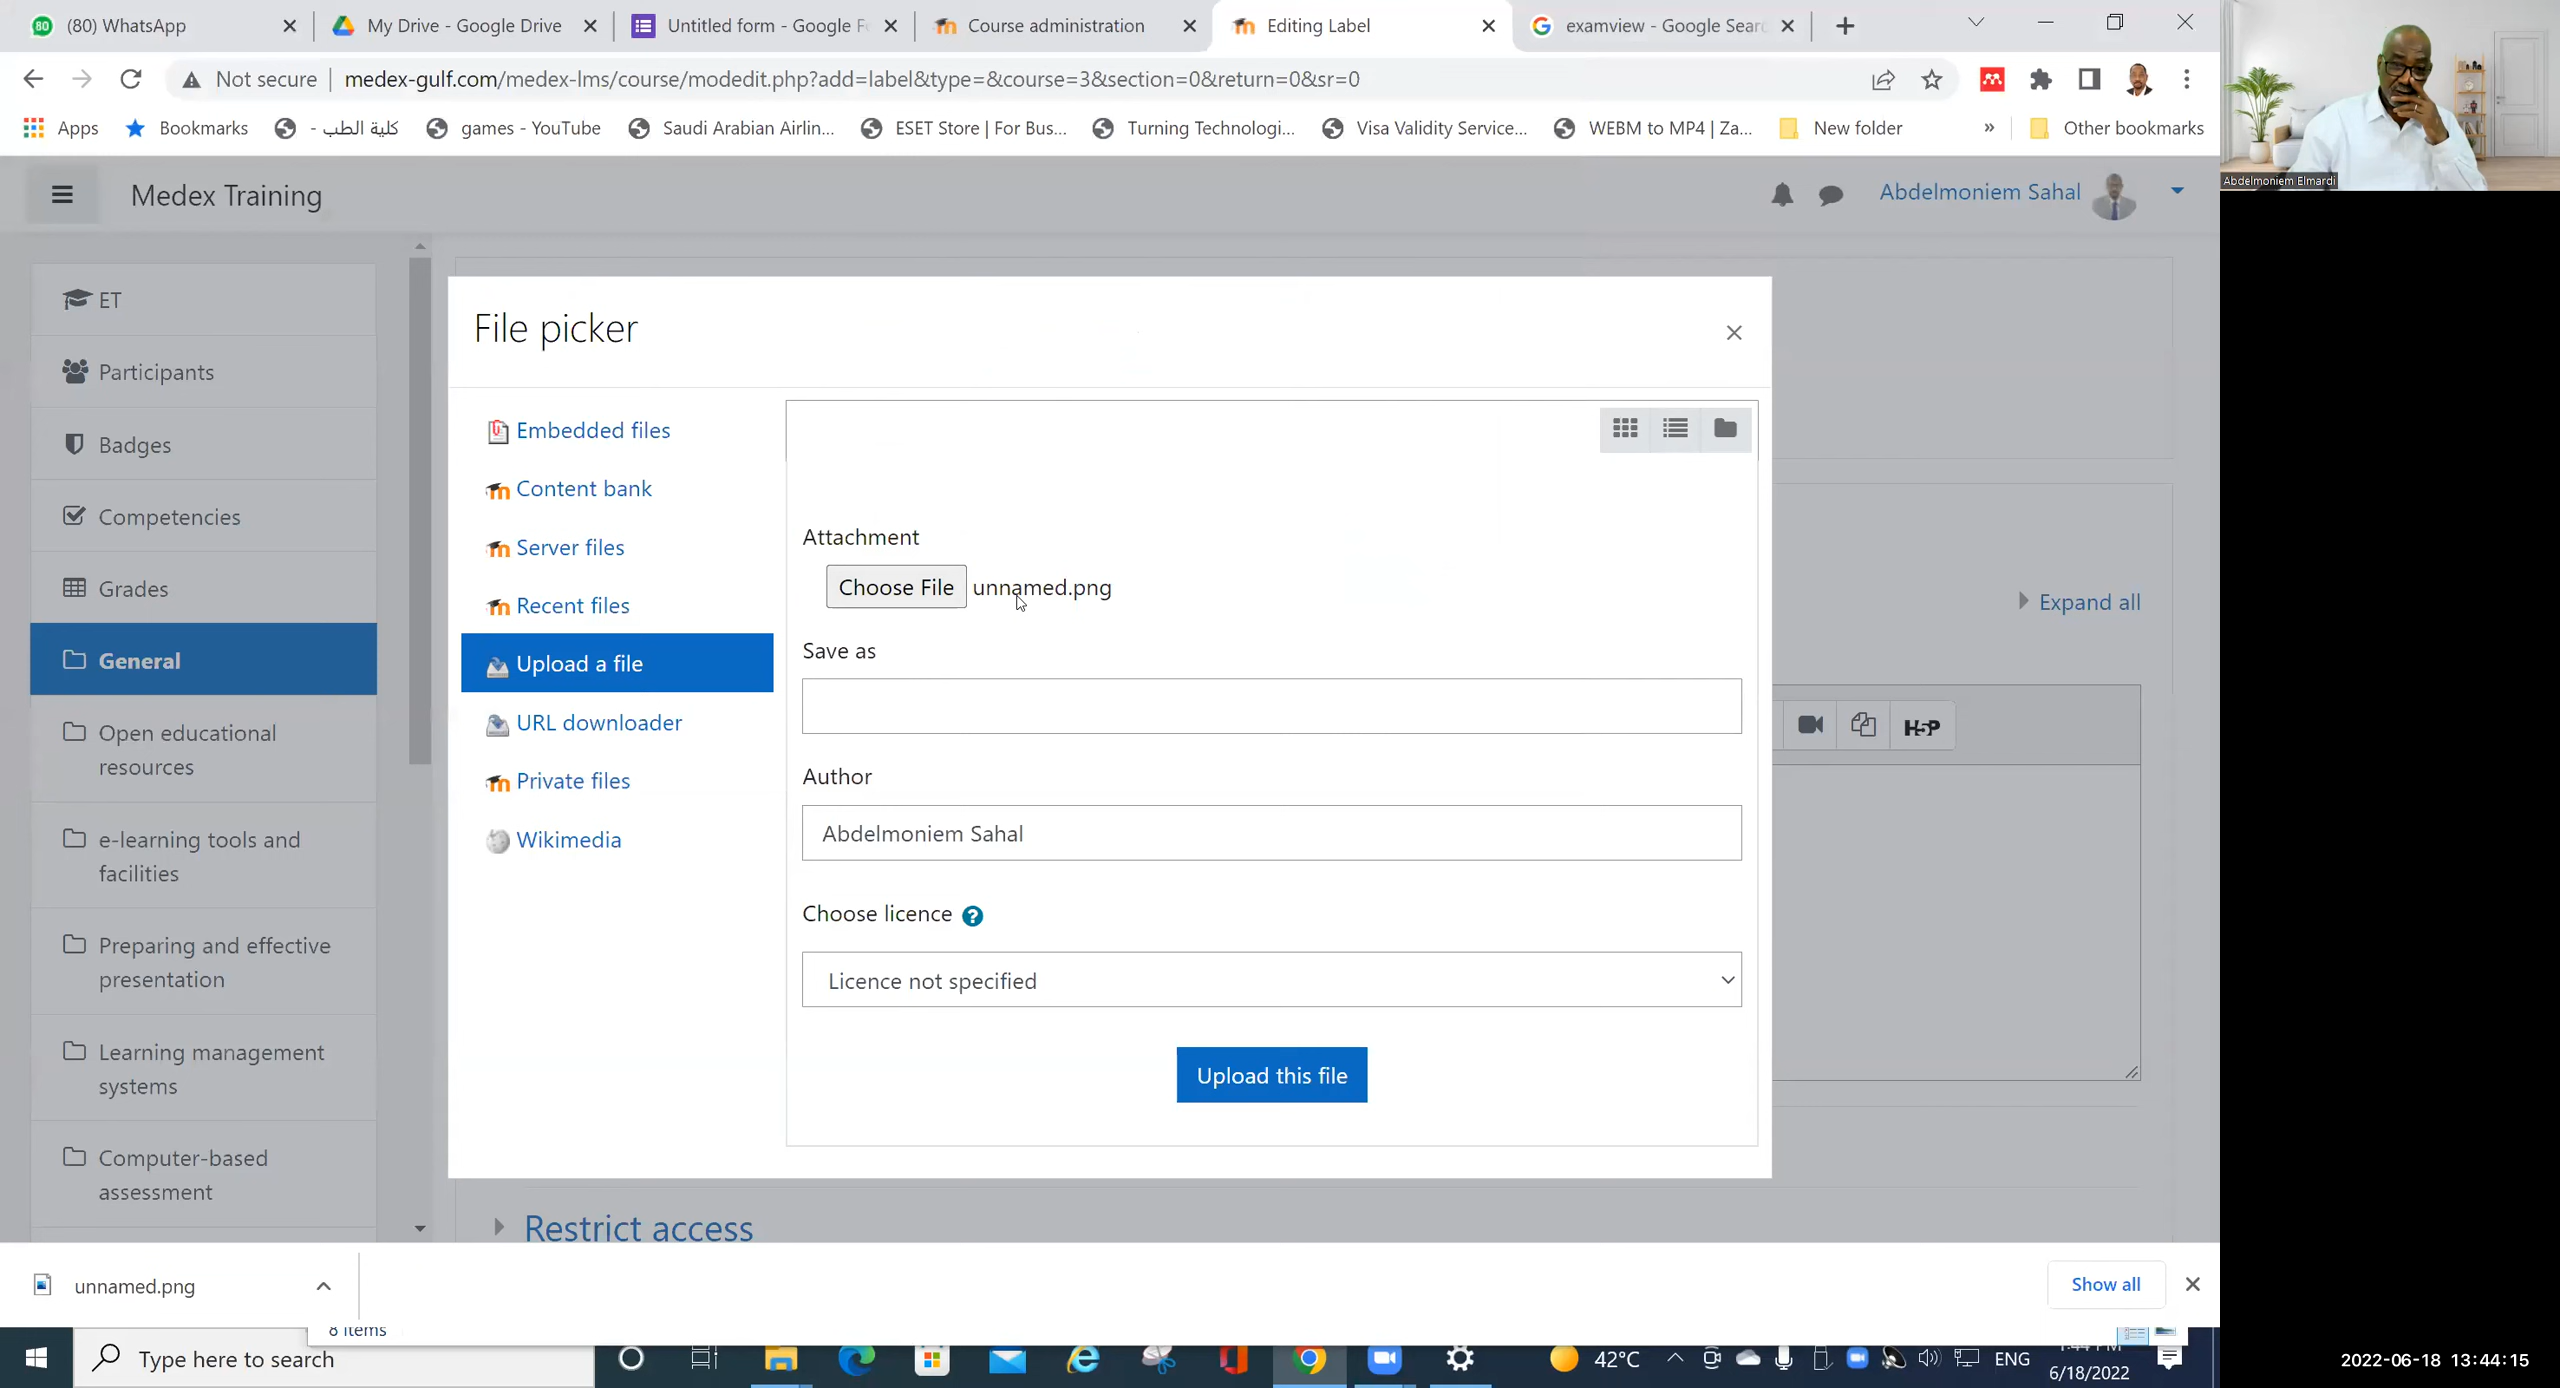 80 (80) WhatsApp
My Drive - Google Drive
Untitled form - Google F
Course administration
Editing Label
examview - Google Sear
Not secure
medex-gulf.com/medex-lms/course/modedit.php?add=label&type=&course=3&section=0&return=0&sr=0
Apps
Bookmarks
كلية الطب -
games - YouTube
Saudi Arabian Airlin...
ESET Store | For Bus...
Turning Technologi...
Visa Validity Service...
WEBM to MP4 | Za...
New folder
»
Other bookmarks
Abdelmoniem Elmardi
Medex Training
Abdelmoniem Sahal
ET
Participants
Badges
Competencies
Grades
General
Open educational
resources
e-learning tools and
facilities
Preparing and effective
presentation
Learning management
systems
Computer-based
assessment
File picker
Embedded files
Content bank
Server files
Recent files
Upload a file
URL downloader
Private files
Wikimedia
Attachment
Choose File unnamed.png
Save as
Author
Abdelmoniem Sahal
Choose licence
Licence not specified
Upload this file
Expand all
H5P
Restrict access
unnamed.png
Show all
8 items
Type here to search
42°C
ENG
1:44 PM
6/18/2022
2022-06-18 13:44:15